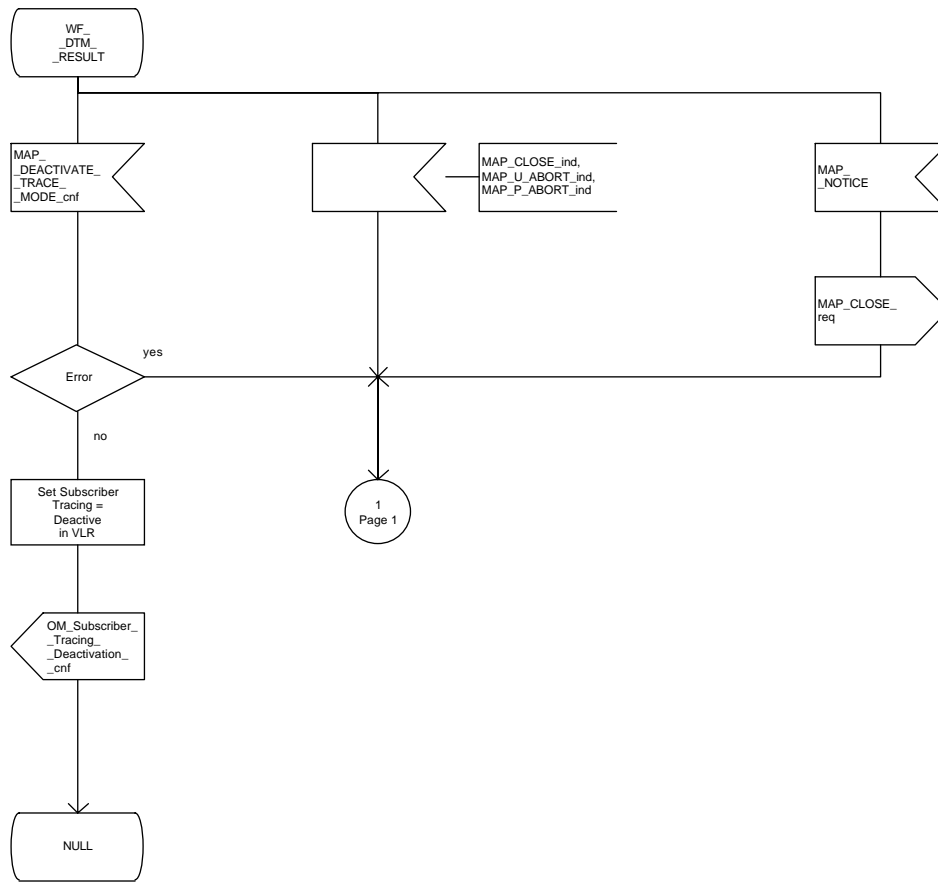 WF_
_DTM_
_RESULT
MAP_
_DEACTIVATE_
_TRACE_
_MODE_cnf
MAP_CLOSE_ind,
MAP_U_ABORT_ind,
MAP_P_ABORT_ind
MAP_
_NOTICE
MAP_CLOSE_
req
Error
yes
no
Set Subscriber
Tracing =
Deactive
in VLR
1
Page 1
OM_Subscriber_
_Tracing_
_Deactivation_
_cnf
NULL